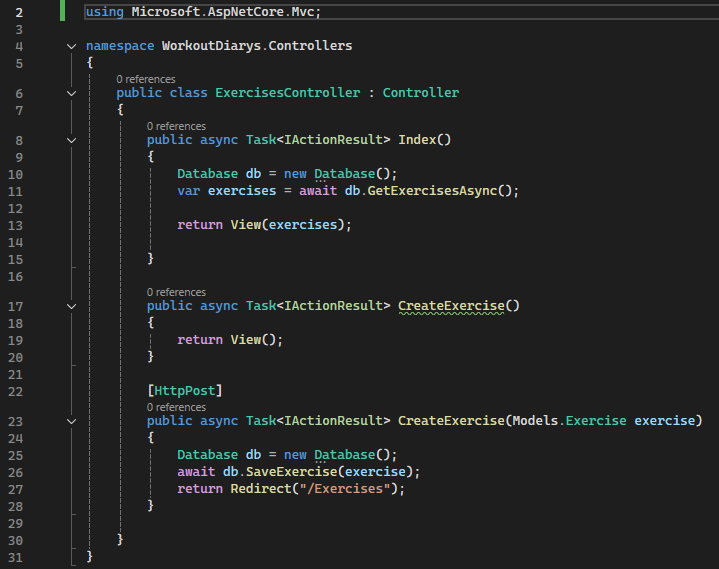 2 using Microsoft.AspNetCore.Mvc;
3
4 namespace WorkoutDiarys.Controllers
5 {
0 references
6 public class ExercisesController : Controller
7 {
0 references
8 public async Task<IActionResult> Index()
9 {
10 Database db = new Database();
11 var exercises = await db.GetExercisesAsync();
12
13 return View(exercises);
14
15 }
16
0 references
17 public async Task<IActionResult> CreateExercise()
18 {
19 return View();
20 }
21
22 [HttpPost]
0 references
23 public async Task<IActionResult> CreateExercise(Models.Exercise exercise)
24 {
25 Database db = new Database();
26 await db.SaveExercise(exercise);
27 return Redirect("/Exercises");
28 }
29
30 }
31 }